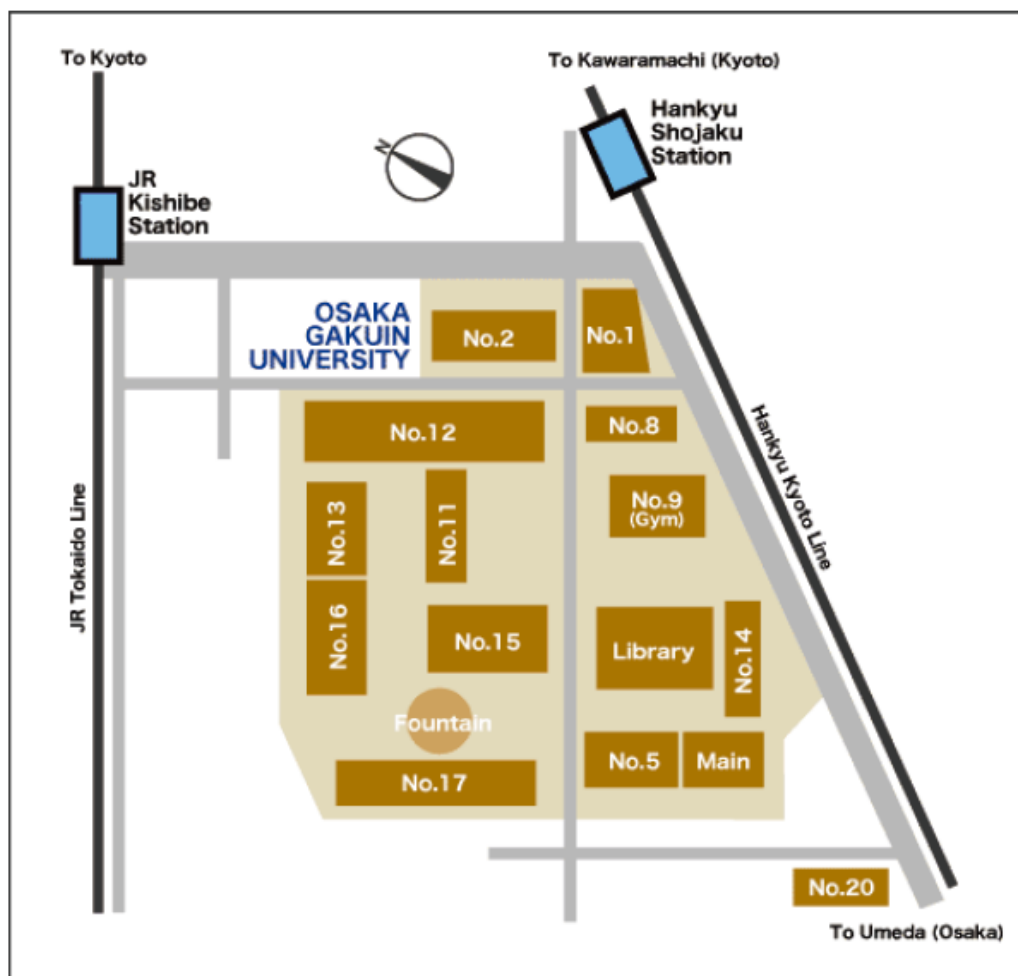 To Kyoto
To Kawaramachi (Kyoto)
Hankyu
Shojaku
Station
N
JR
Kishibe
Station
OSAKA
GAKUIN
UNIVERSITY
No.2
No.1
No.12
No.8
No.13
No.11
No.9
(Gym)
Hankyu Kyoto Line
JR Tokaido Line
No.16
No.15
Library
No.14
Fountain
No.17
No.5
Main
No.20
To Umeda (Osaka)